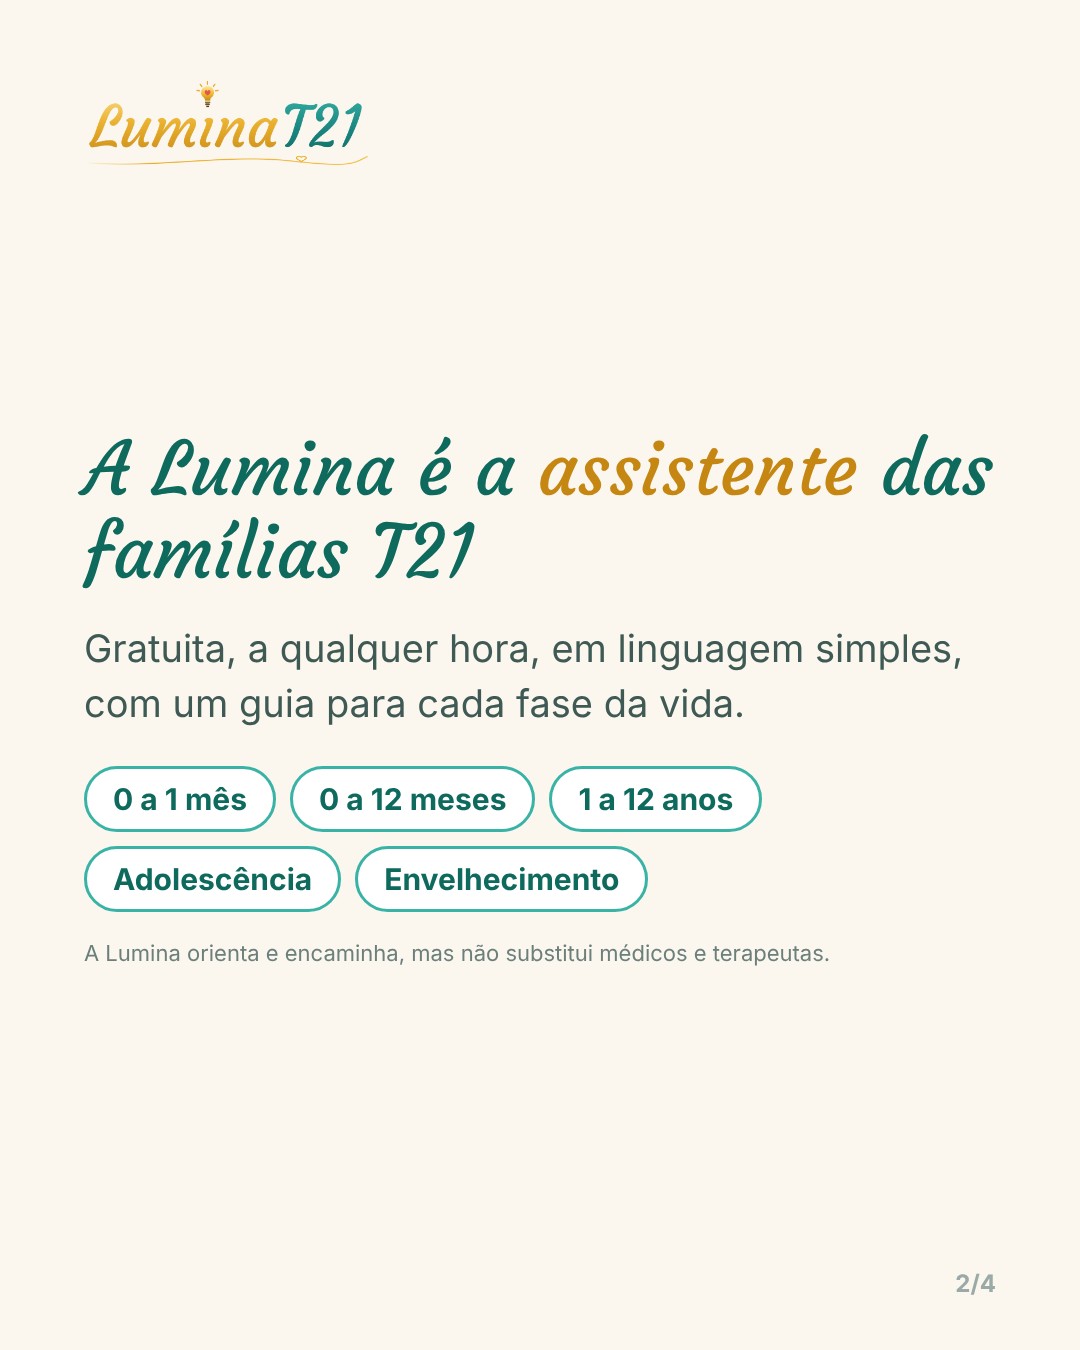 LuminaT21
A Lumina é a assistente das
famílias T21
Gratuita, a qualquer hora, em linguagem simples,
com um guia para cada fase da vida.
0 a 1 mês
0 a 12 meses
1 a 12 anos
Adolescência
Envelhecimento
A Lumina orienta e encaminha, mas não substitui médicos e terapeutas.
2/4